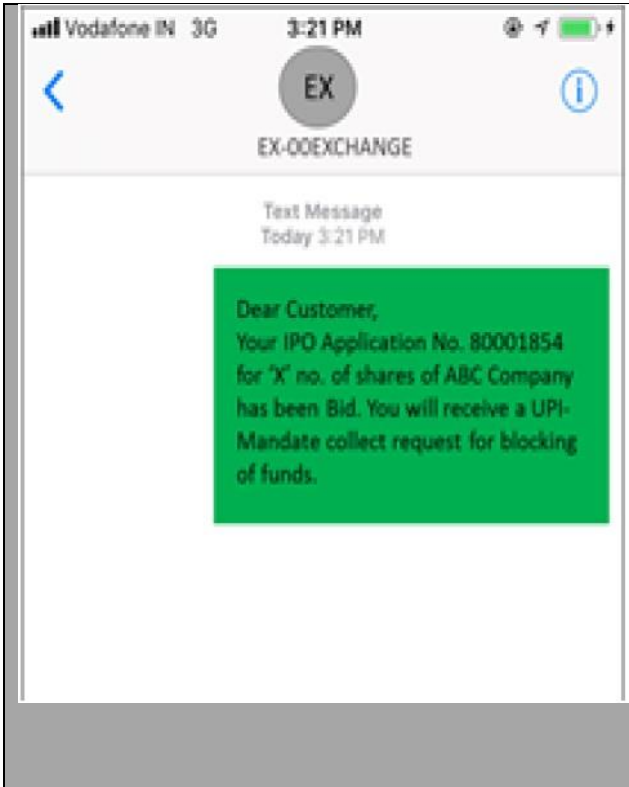 Vodafone IN 3G 3:21 PM
EX
EX-00EXCHANGE
Text Message
Today 3:21 PM
Dear Customer,
Your IPO Application No. 80001854
for 'X' no. of shares of ABC Company
has been Bid. You will receive a UPI-
Mandate collect request for blocking
of funds.